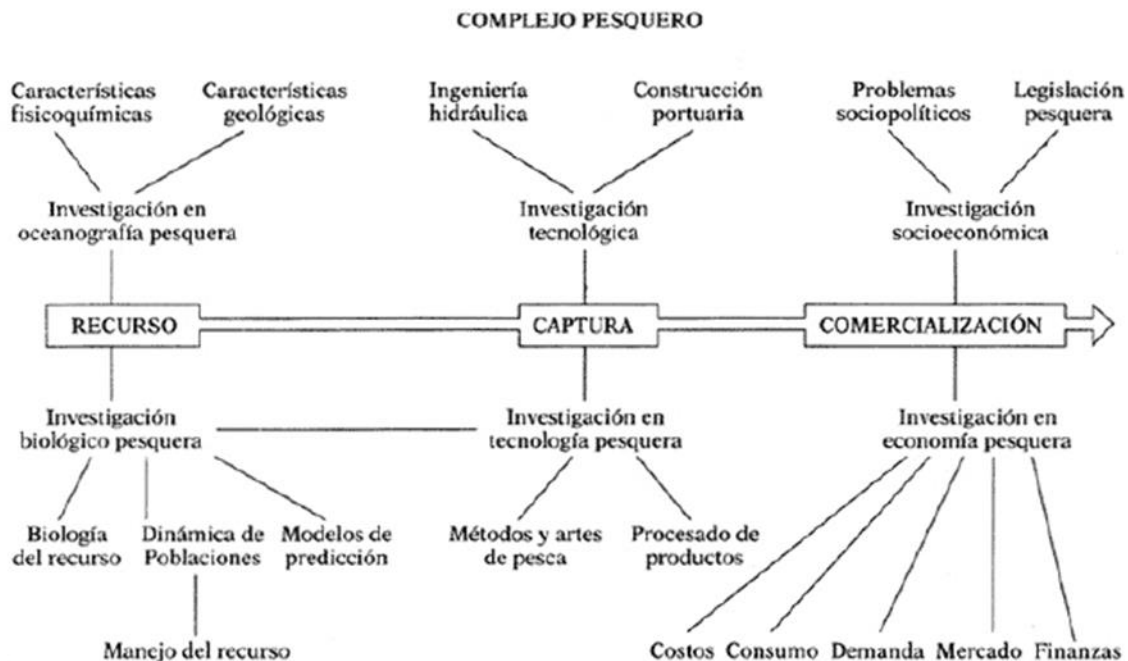 COMPLEJO PESQUERO
Características
fisicoquímicas
Características
geológicas
Ingeniería
hidráulica
Construcción
portuaria
Problemas
sociopolíticos
Legislación
pesquera
Investigación en
oceanografía pesquera
Investigación
tecnológica
Investigación
socioeconómica
RECURSO
CAPTURA
COMERCIALIZACIÓN
Investigación
biológico pesquera
Investigación en
tecnología pesquera
Investigación en
economía pesquera
Biología
del recurso
Dinámica de
Poblaciones
Modelos de
predicción
Métodos y artes
de pesca
Procesado de
productos
Manejo del recurso
Costos
Consumo
Demanda
Mercado
Finanzas